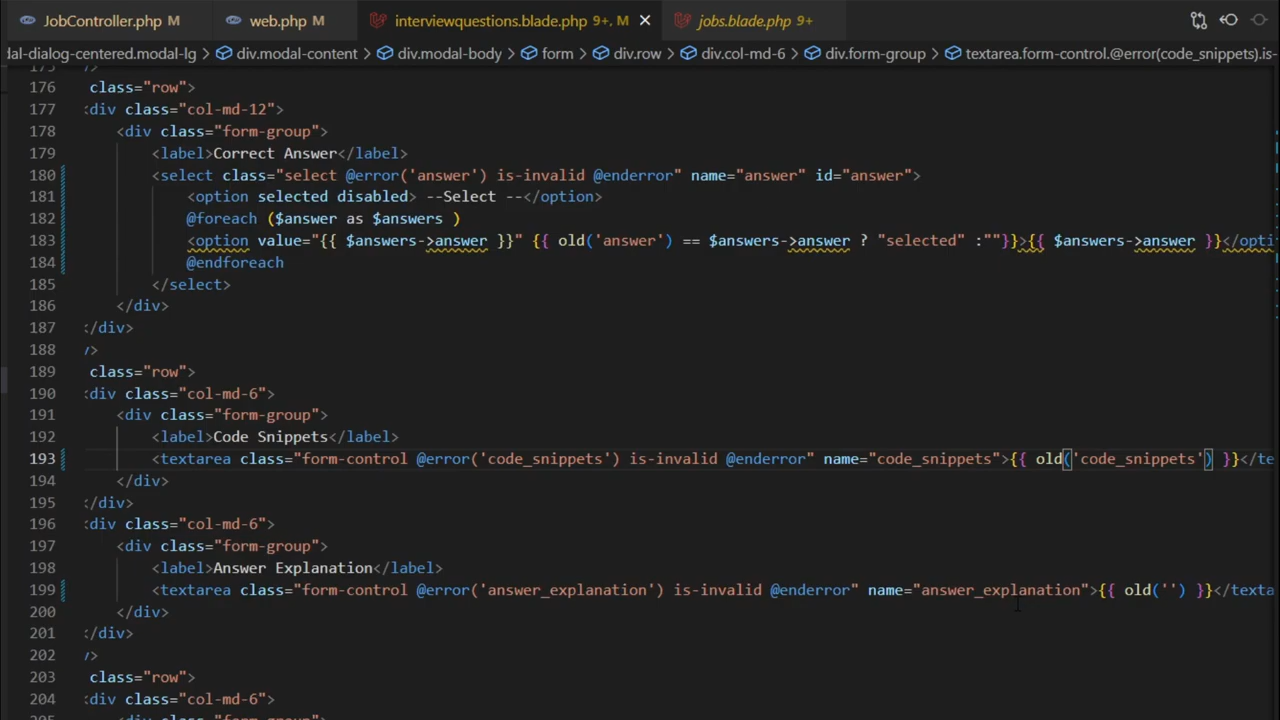 JobController.php M web.php M interviewquestions.blade.php 9+, M jobs.blade.php 9+
dal-dialog-centered.modal-lg > div.modal-content > div.modal-body > form > div.row > div.col-md-6 > div.form-group > textarea.form-control.@error(code_snippets).is-
175 />
176 class="row">
177 :div class="col-md-12">
178 <div class="form-group">
179 <label>Correct Answer</label>
180 <select class="select @error('answer') is-invalid @enderror" name="answer" id="answer">
181 <option selected disabled> --Select --</option>
182 @foreach ($answer as $answers )
183 <option value="{{ $answers->answer }}" {{ old('answer') == $answers->answer ? "selected" :""}}>{{ $answers->answer }}</opti
184 @endforeach
185 </select>
186 </div>
187 :/div>
188 />
189 class="row">
190 :div class="col-md-6">
191 <div class="form-group">
192 <label>Code Snippets</label>
193 <textarea class="form-control @error('code_snippets') is-invalid @enderror" name="code_snippets">{{ old('code_snippets') }}</te
194 </div>
195 :/div>
196 :div class="col-md-6">
197 <div class="form-group">
198 <label>Answer Explanation</label>
199 <textarea class="form-control @error('answer_explanation') is-invalid @enderror" name="answer_explanation">{{ old('') }}</texta
200 </div>
201 :/div>
202 />
203 class="row">
204 :div class="col-md-6">